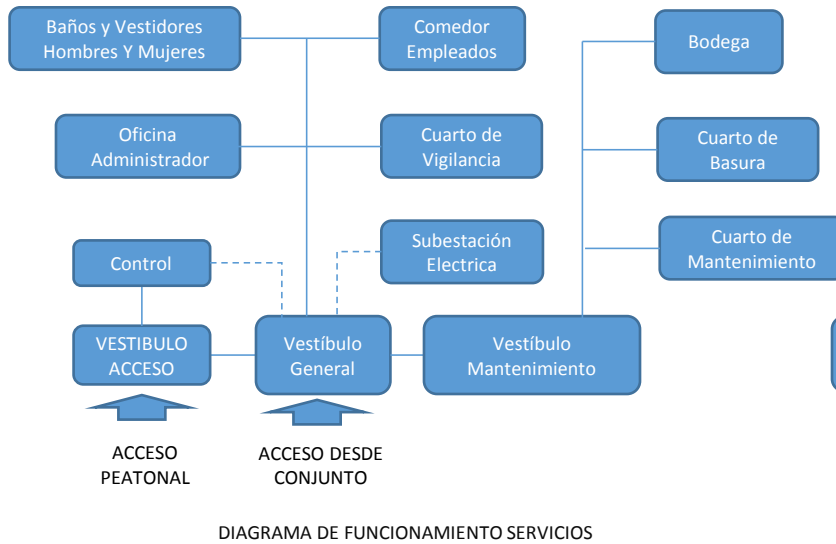 Baños y Vestidores
Hombres Y Mujeres
Comedor
Empleados
Bodega
Oficina
Administrador
Cuarto de
Vigilancia
Cuarto de
Basura
Control
Subestación
Electrica
Cuarto de
Mantenimiento
VESTIBULO
ACCESO
Vestíbulo
General
Vestíbulo
Mantenimiento
ACCESO
PEATONAL
ACCESO DESDE
CONJUNTO
DIAGRAMA DE FUNCIONAMIENTO SERVICIOS